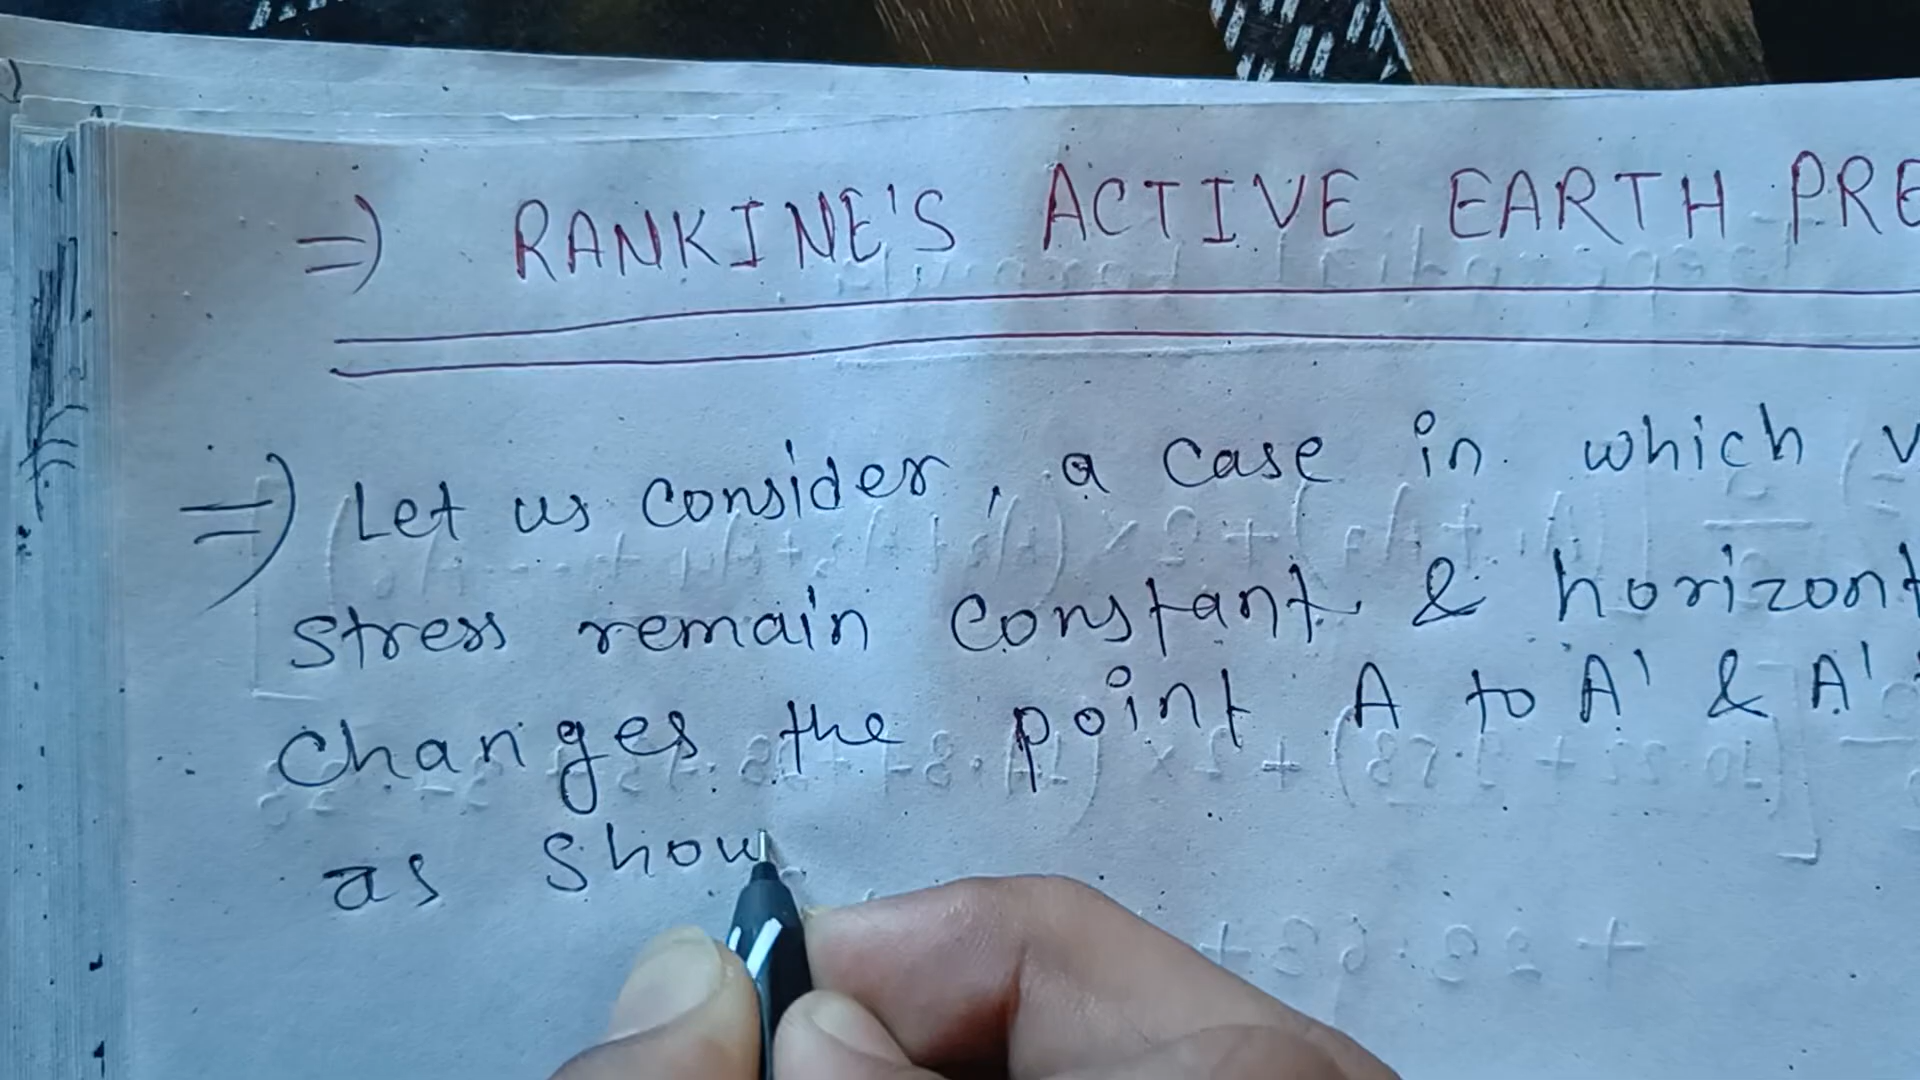 =) RANKINE'S ACTIVE EARTH PRE
=) Let us consider, a case in which v
stress remain constant & horizont
changes the point A to A' & A'
as show